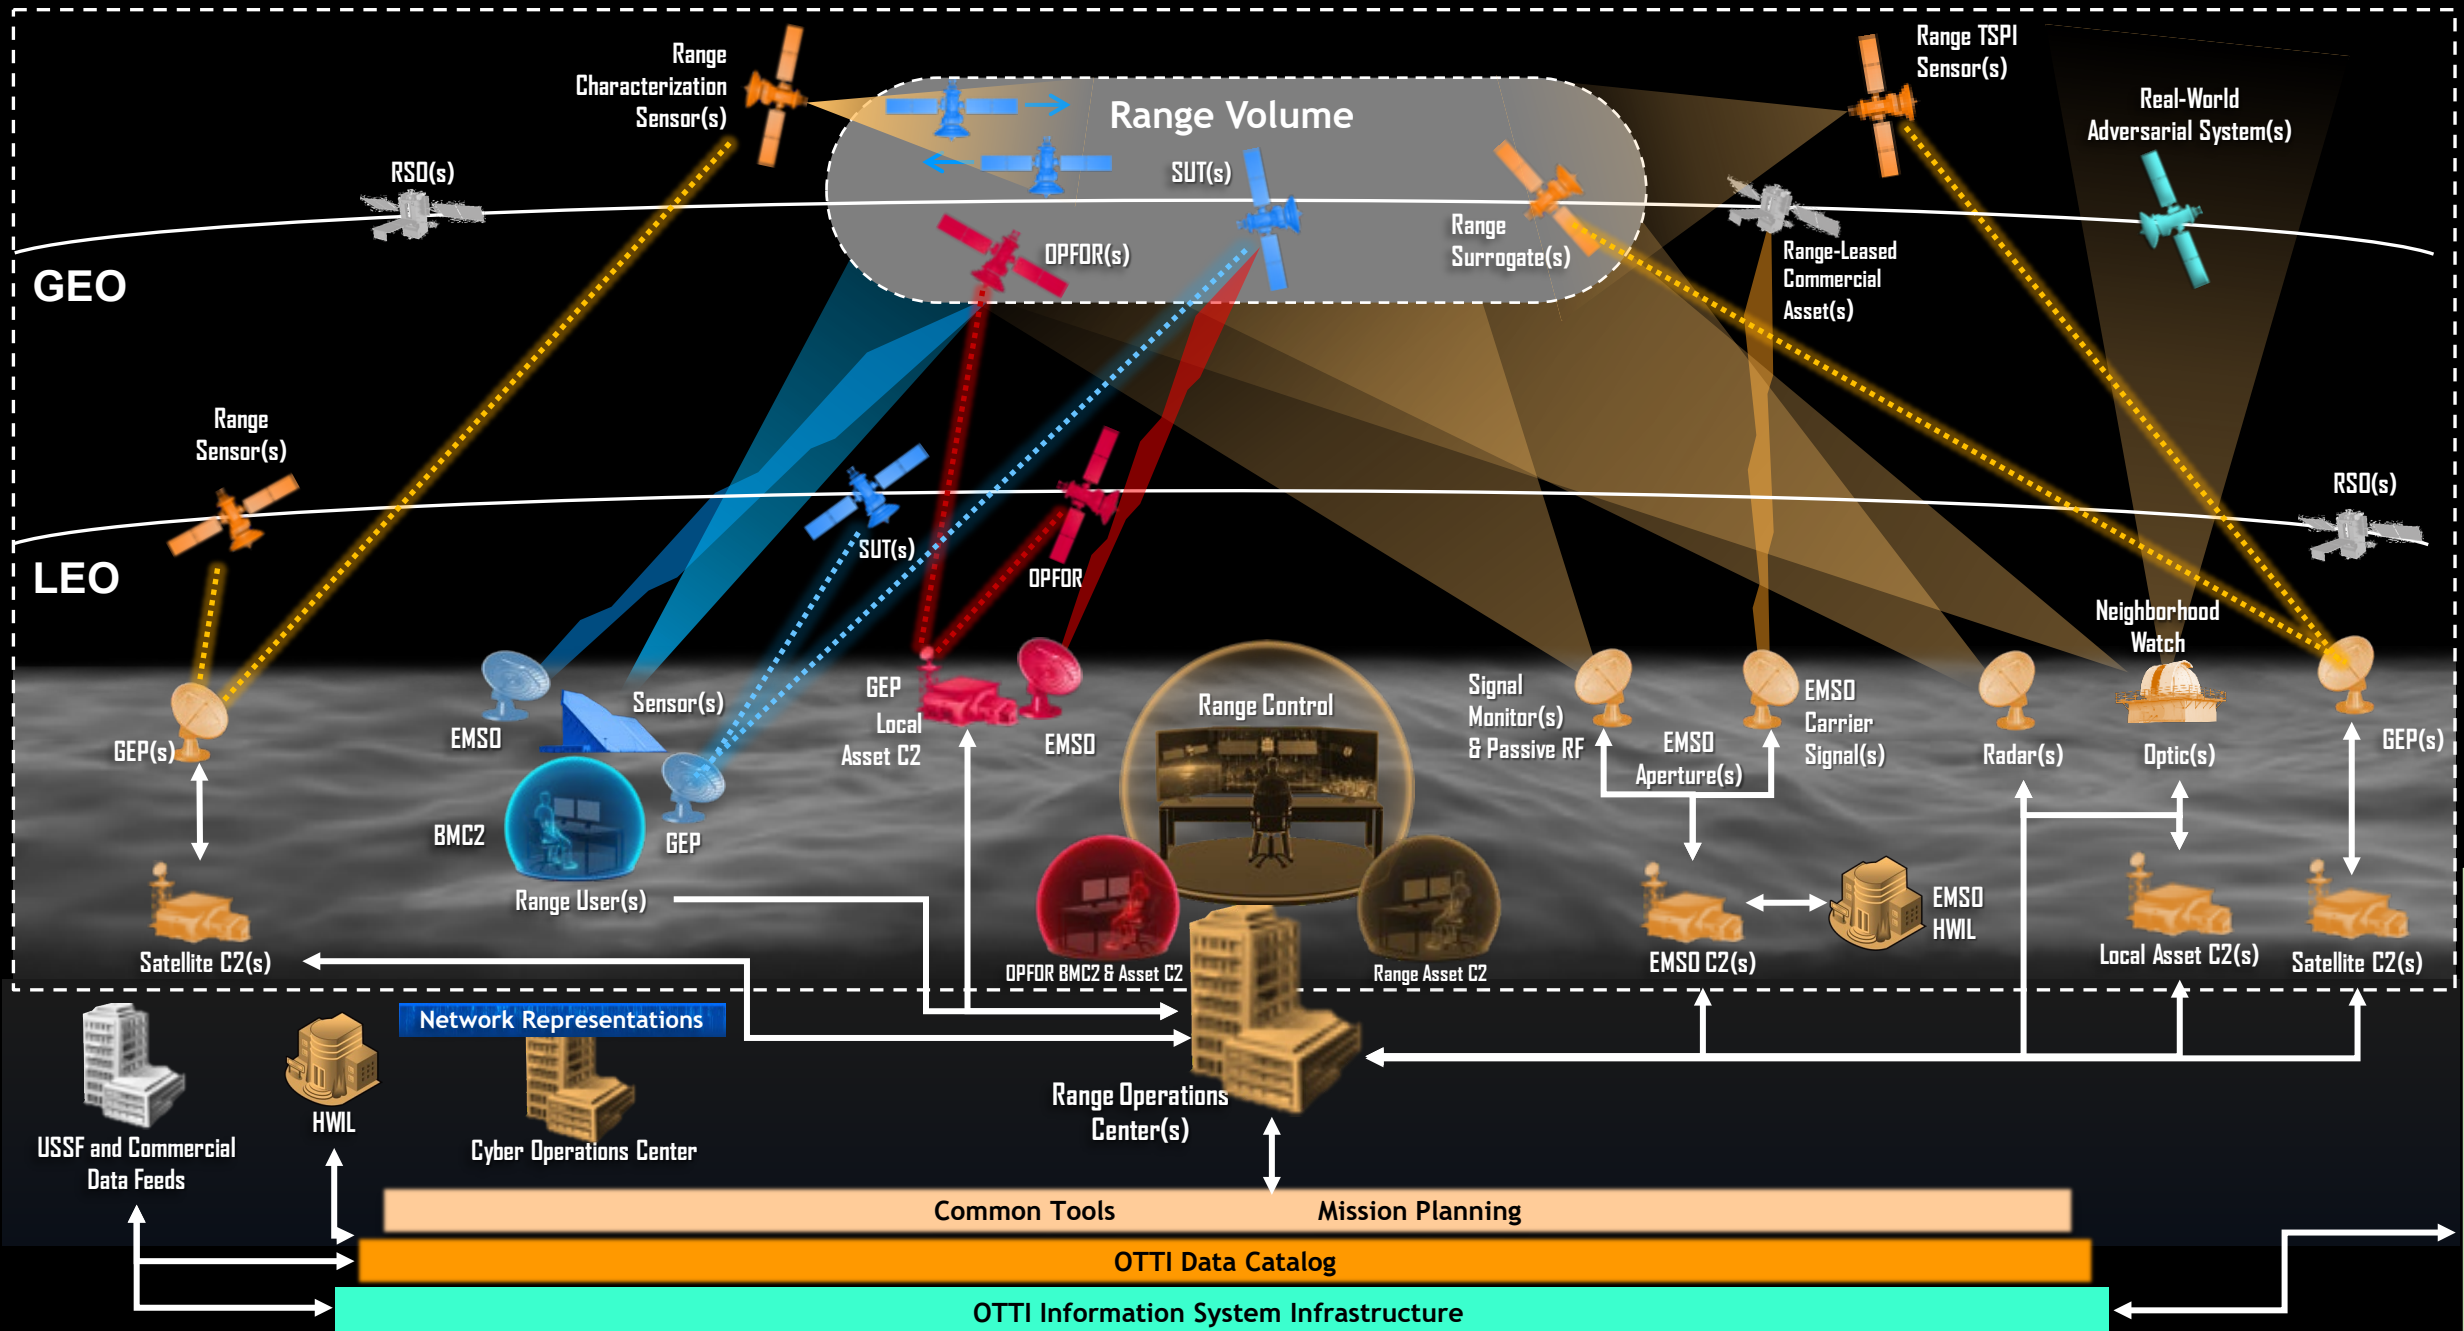 Range
Characterization
Sensor(s)
Range Volume
Range TSPI
Sensor(s)
Real-World
Adversarial System(s)
RSO(s)
SUT(s)
OPFOR(s)
Range
Surrogate(s)
Range-Leased
Commercial
Asset(s)
GEO
Range
Sensor(s)
RSO(s)
SUT(s)
OPFOR
LEO
Neighborhood
Watch
Sensor(s)
EMSO
GEP(s)
GEP
Local
Asset C2
EMSO
Range Control
Signal
Monitor(s)
& Passive RF
EMSO
Aperture(s)
EMSO
Carrier
Signal(s)
Radar(s)
Optic(s)
GEP(s)
BMC2
GEP
Range User(s)
Satellite C2(s)
OPFOR BMC2 & Asset C2
Range Asset C2
EMSO C2(s)
EMSO
HWIL
Local Asset C2(s)
Satellite C2(s)
Network Representations
USSF and Commercial
Data Feeds
HWIL
Cyber Operations Center
Range Operations
Center(s)
Common Tools
Mission Planning
OTTI Data Catalog
OTTI Information System Infrastructure